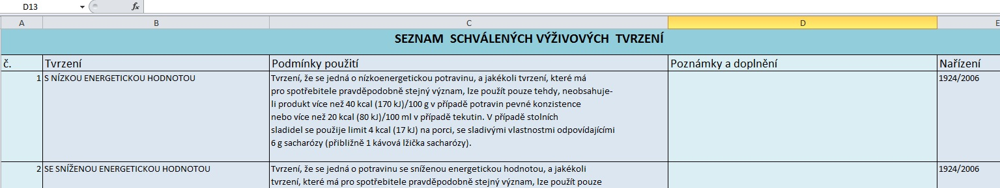 D13
fx
A B C D E
SEZNAM SCHVÁLENÝCH VÝŽIVOVÝCH TVRZENÍ
č. Tvrzení Podmínky použití Poznámky a doplnění Nařízení
1 S NÍZKOU ENERGETICKOU HODNOTOU Tvrzení, že se jedná o nízkoenergetickou potravinu, a jakékoli tvrzení, které má 1924/2006
pro spotřebitele pravděpodobně stejný význam, lze použít pouze tehdy, neobsahuje-
li produkt více než 40 kcal (170 kJ)/100 g v případě potravin pevné konzistence
nebo více než 20 kcal (80 kJ)/100 ml v případě tekutin. V případě stolních
sladidel se použije limit 4 kcal (17 kJ) na porci, se sladivými vlastnostmi odpovídajícími
6 g sacharózy (přibližně 1 kávová lžička sacharózy).
2 SE SNÍŽENOU ENERGETICKOU HODNOTOU Tvrzení, že se jedná o potravinu se sníženou energetickou hodnotou, a jakékoli 1924/2006
tvrzení, které má pro spotřebitele pravděpodobně stejný význam, lze použít pouze